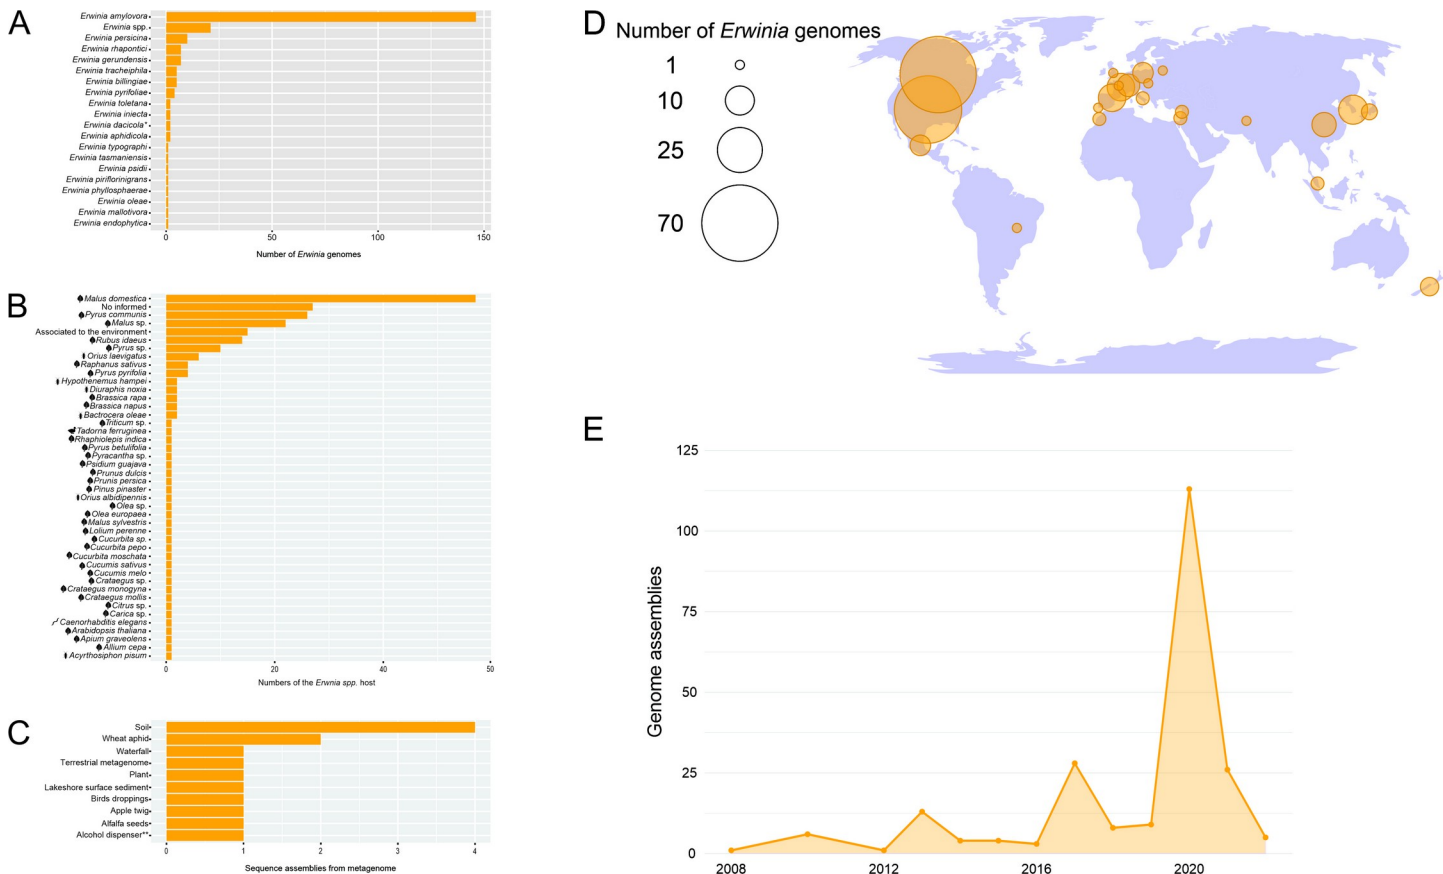 A
Erwinia amylovora
Erwinia spp.
Erwinia persicina
Erwinia rhapontici
Erwinia gerundensis
Erwinia tracheiphila
Erwinia billingiae
Erwinia pyrifoliae
Erwinia toletana
Erwinia iniecta
Erwinia dacicola*
Erwinia aphidicola
Erwinia typographi
Erwinia tasmaniensis
Erwinia psidii
Erwinia piriflorinigrans
Erwinia phyllosphaerae
Erwinia oleae
Erwinia mallotivora
Erwinia endophytica
0 50 100 150
Number of Erwinia genomes
B
Malus domestica
No informed
Pyrus communis
Malus sp.
Associated to the environment
Rubus idaeus
Pyrus sp.
Orius laevigatus
Raphanus sativus
Pyrus pyrifolia
Hypothenemus hampei
Diuraphis noxia
Brassica rapa
Brassica napus
Bactrocera oleae
Triticum sp.
Tadorna ferruginea
Rhaphiolepis indica
Pyrus betulifolia
Pyracantha sp.
Psidium guajava
Prunus dulcis
Prunis persica
Pinus pinaster
Orius albidipennis
Olea sp.
Olea europaea
Malus sylvestris
Lolium perenne
Cucurbita sp.
Cucurbita pepo
Cucurbita moschata
Cucumis sativus
Cucumis melo
Crataegus sp.
Crataegus monogyna
Crataegus mollis
Citrus sp.
Carica sp.
Caenorhabditis elegans
Arabidopsis thaliana
Apium graveolens
Allium cepa
Acyrthosiphon pisum
0 20 40 50
Numbers of the Erwnia spp. host
C
Soil
Wheat aphid
Waterfall
Terrestrial metagenome
Plant
Lakeshore surface sediment
Birds droppings
Apple twig
Alfalfa seeds
Alcohol dispenser**
0 1 2 3 4
Sequence assemblies from metagenome
D
Number of Erwinia genomes
1
10
25
70
E
Genome assemblies
125
100
75
50
25
0
2008 2012 2016 2020